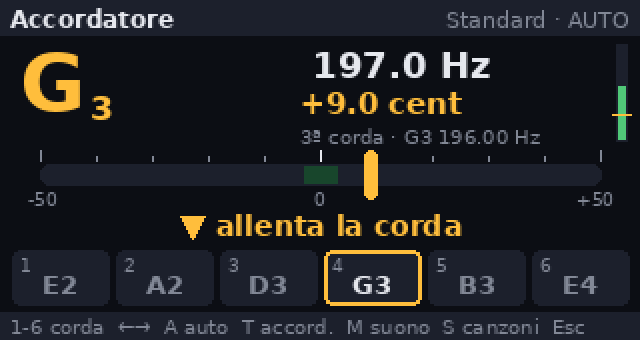 Accordatore Standard · AUTO
G3 197.0 Hz
+9.0 cent
3ª corda · G3 196.00 Hz
-50 0 +50
▼ allenta la corda
1 E2 2 A2 3 D3 4 G3 5 B3 6 E4
1-6 corda ←→ A auto T accord. M suono S canzoni Esc